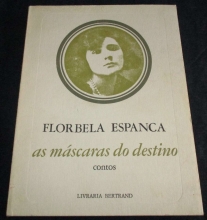 FLORBELA ESPANCA
as máscaras do destino
contos
LIVRARIA BERTRAND